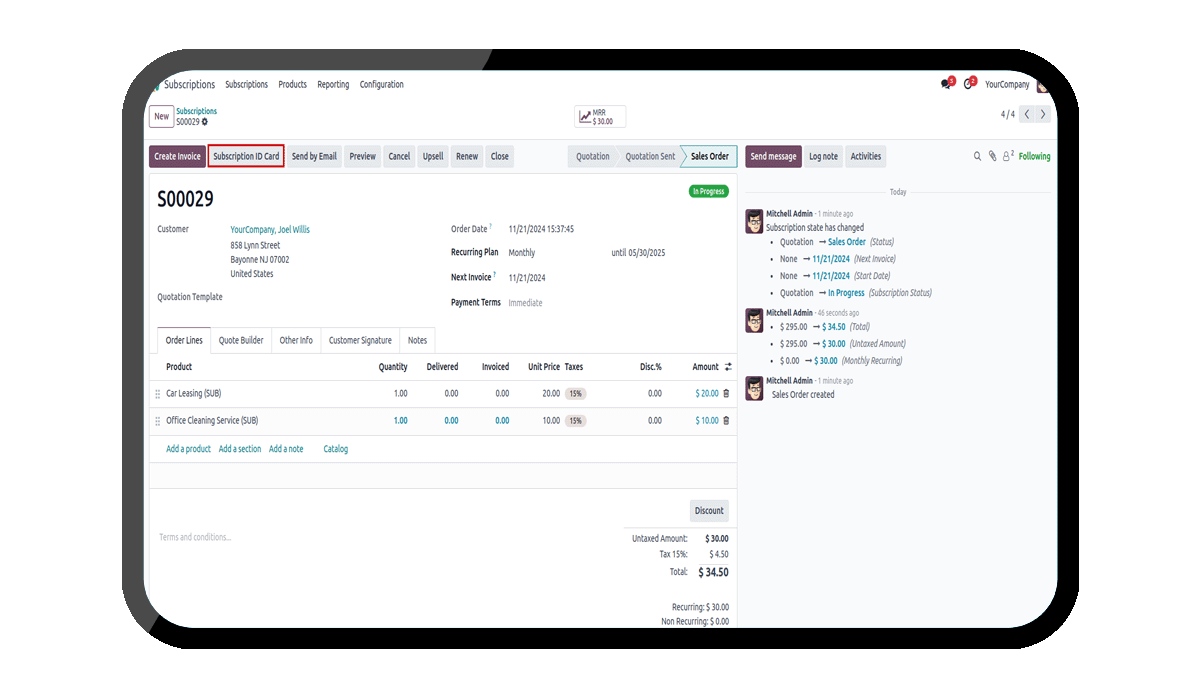 Subscriptions Subscriptions Products Reporting Configuration 5 2 YourCompany
New Subscriptions S00029 MRR $ 30.00 4 / 4
Create Invoice Subscription ID Card Send by Email Preview Cancel Upsell Renew Close Quotation Quotation Sent Sales Order Send message Log note Activities 2 Following
In Progress
S00029
Customer YourCompany, Joel Willis
858 Lynn Street
Bayonne NJ 07002
United States
Quotation Template
Order Date ? 11/21/2024 15:37:45
Recurring Plan Monthly until 05/30/2025
Next Invoice ? 11/21/2024
Payment Terms Immediate
Order Lines Quote Builder Other Info Customer Signature Notes
Product Quantity Delivered Invoiced Unit Price Taxes Disc.% Amount
Car Leasing (SUB) 1.00 0.00 0.00 20.00 15% 0.00 $ 20.00
Office Cleaning Service (SUB) 1.00 0.00 0.00 10.00 15% 0.00 $ 10.00
Add a product Add a section Add a note Catalog
Discount
Terms and conditions...
Untaxed Amount: $ 30.00
Tax 15%: $ 4.50
Total: $ 34.50
Recurring: $ 30.00
Non Recurring: $ 0.00
Today
Mitchell Admin - 1 minute ago
Subscription state has changed
• Quotation → Sales Order (Status)
• None → 11/21/2024 (Next Invoice)
• None → 11/21/2024 (Start Date)
• Quotation → In Progress (Subscription Status)
Mitchell Admin - 46 seconds ago
• $ 295.00 → $ 34.50 (Total)
• $ 295.00 → $ 30.00 (Untaxed Amount)
• $ 0.00 → $ 30.00 (Monthly Recurring)
Mitchell Admin - 1 minute ago
Sales Order created